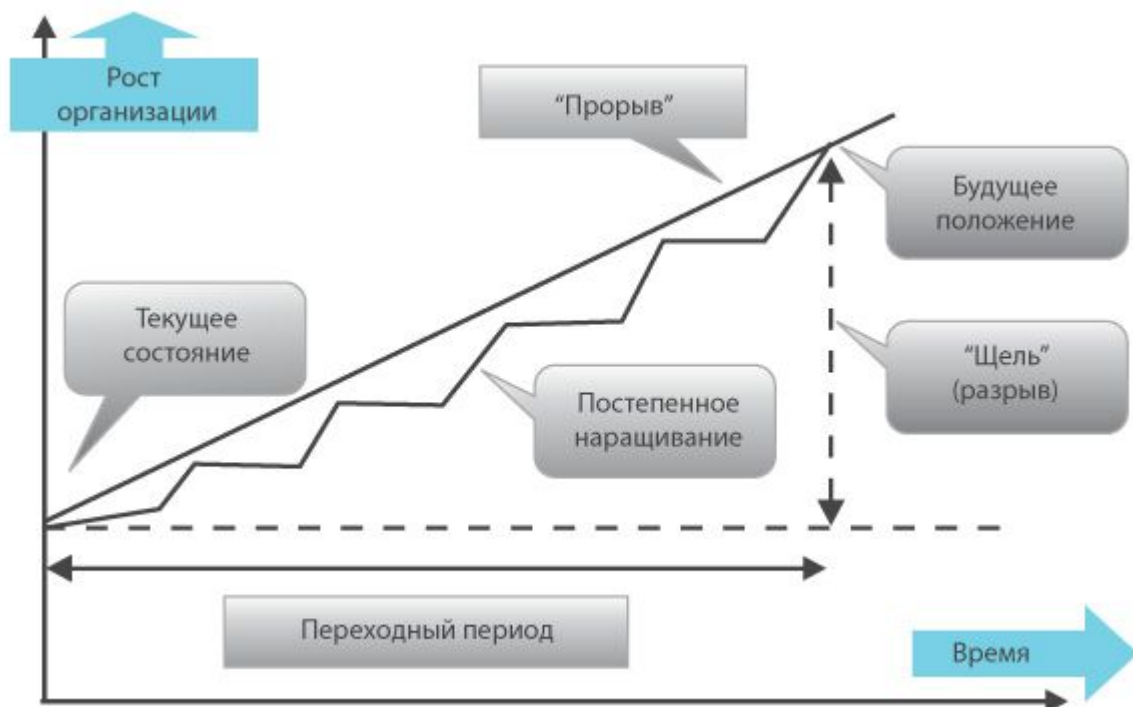 Рост
организации
“Прорыв”
Будущее
положение
Текущее
состояние
“Щель”
(разрыв)
Постепенное
наращивание
Переходный период
Время